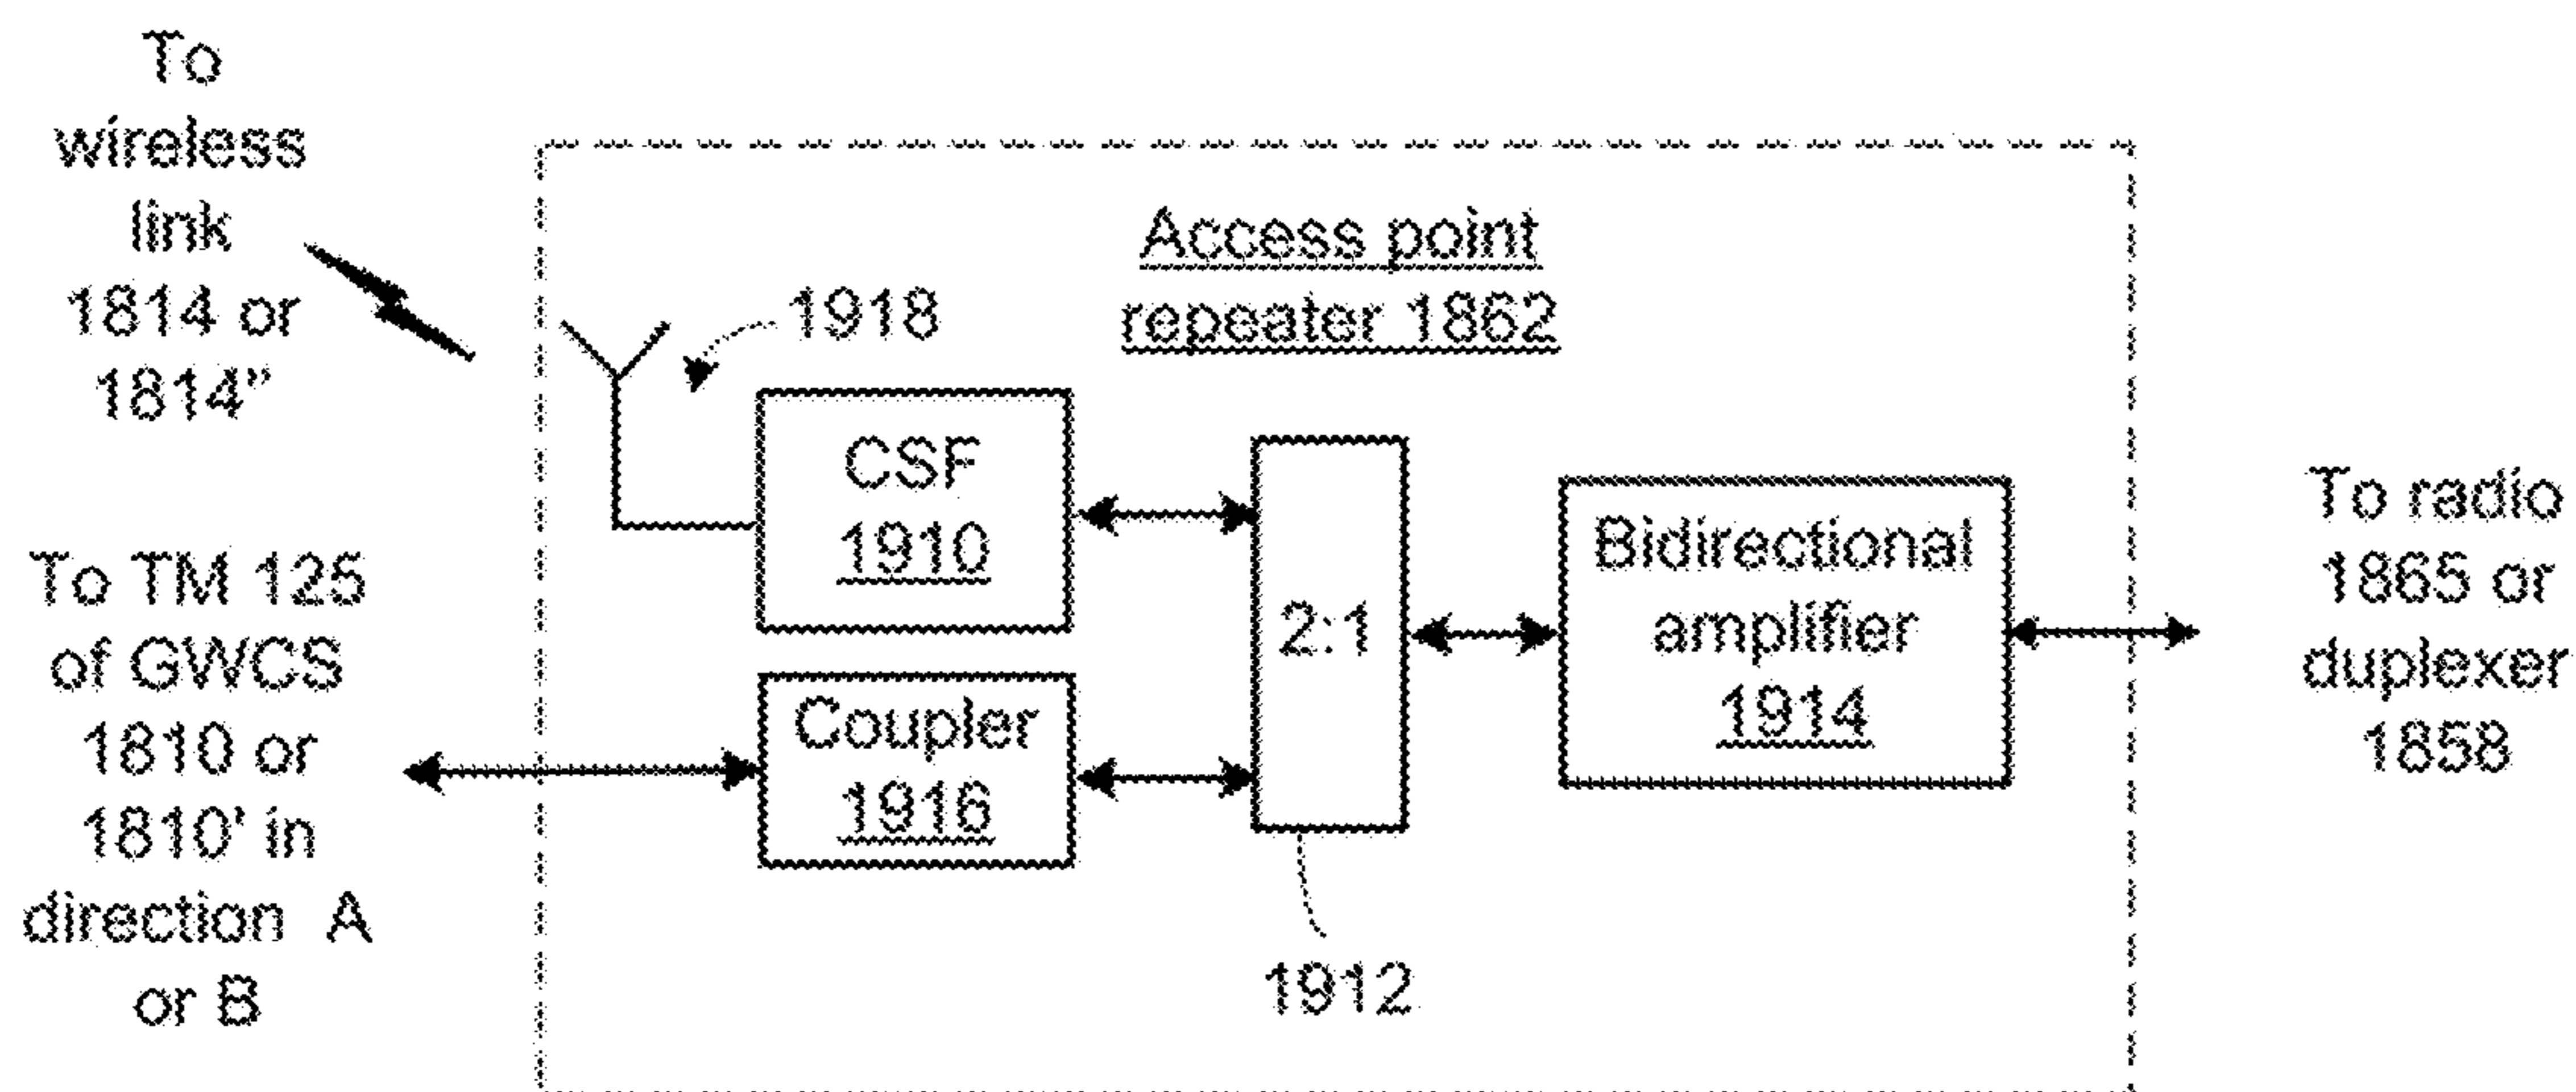 To
wireless
link
1814 or
1814”
To TM 125
of GWCS
1810 or
1810’ in
direction A
or B
Access point
repeater 1862
1918
CSF
1910
Coupler
1916
2:1
1912
Bidirectional
amplifier
1914
To radio
1865 or
duplexer
1858